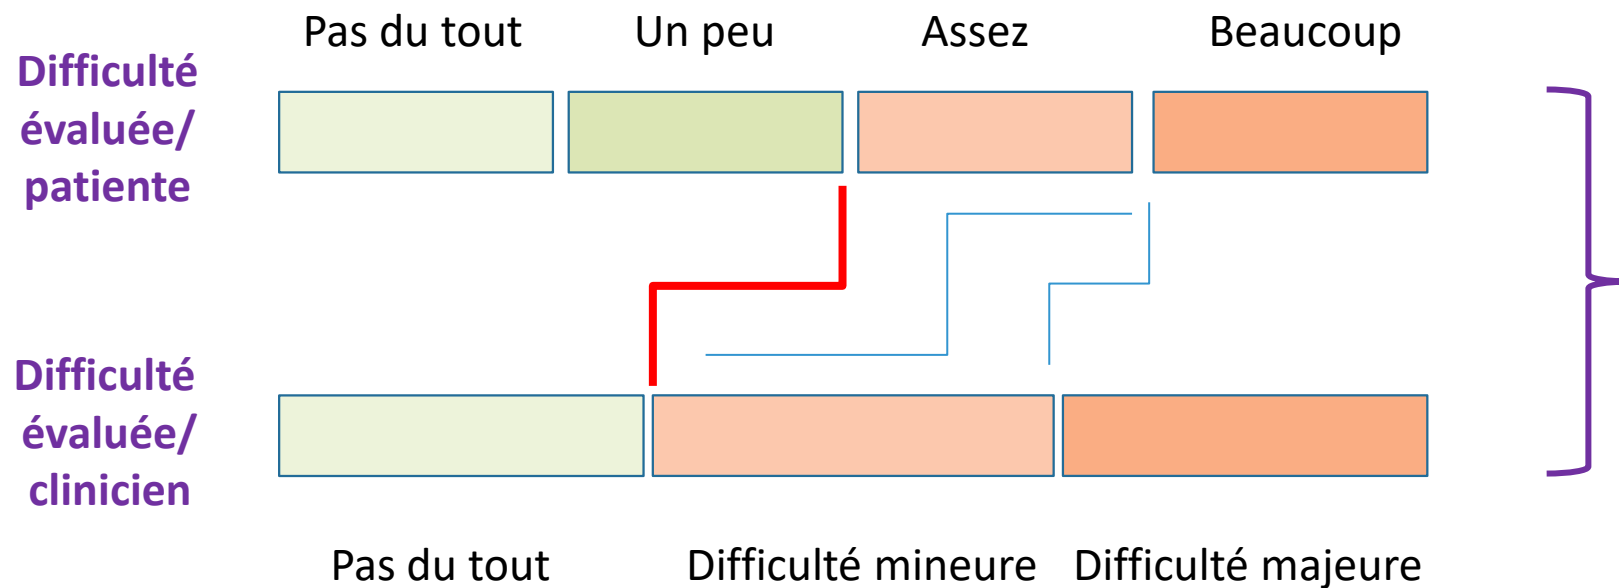 Pas du tout Un peu Assez Beaucoup
Difficulté
évaluée/
patiente
Difficulté
évaluée/
clinicien
Pas du tout Difficulté mineure Difficulté majeure